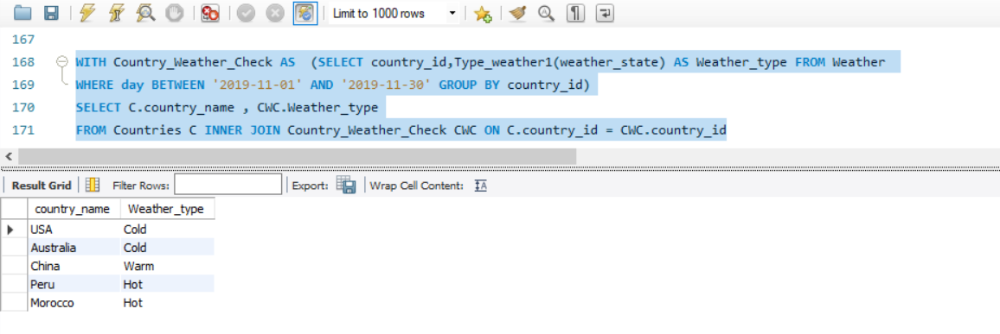 Limit to 1000 rows
167
168 WITH Country_Weather_Check AS  (SELECT country_id,Type_weather1(weather_state) AS Weather_type FROM Weather
169 WHERE day BETWEEN '2019-11-01' AND '2019-11-30' GROUP BY country_id)
170 SELECT C.country_name , CWC.Weather_type
171 FROM Countries C INNER JOIN Country_Weather_Check CWC ON C.country_id = CWC.country_id
Result Grid Filter Rows: Export: Wrap Cell Content:
country_name Weather_type
USA Cold
Australia Cold
China Warm
Peru Hot
Morocco Hot